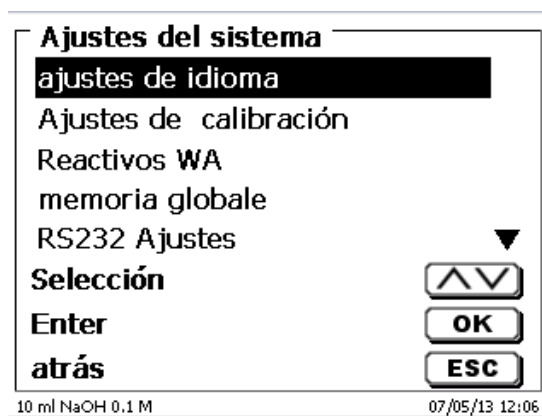 Ajustes del sistema
ajustes de idioma
Ajustes de calibración
Reactivos WA
memoria globale
RS232 Ajustes
Selección
Enter OK
atrás ESC
10 ml NaOH 0.1 M 07/05/13 12:06